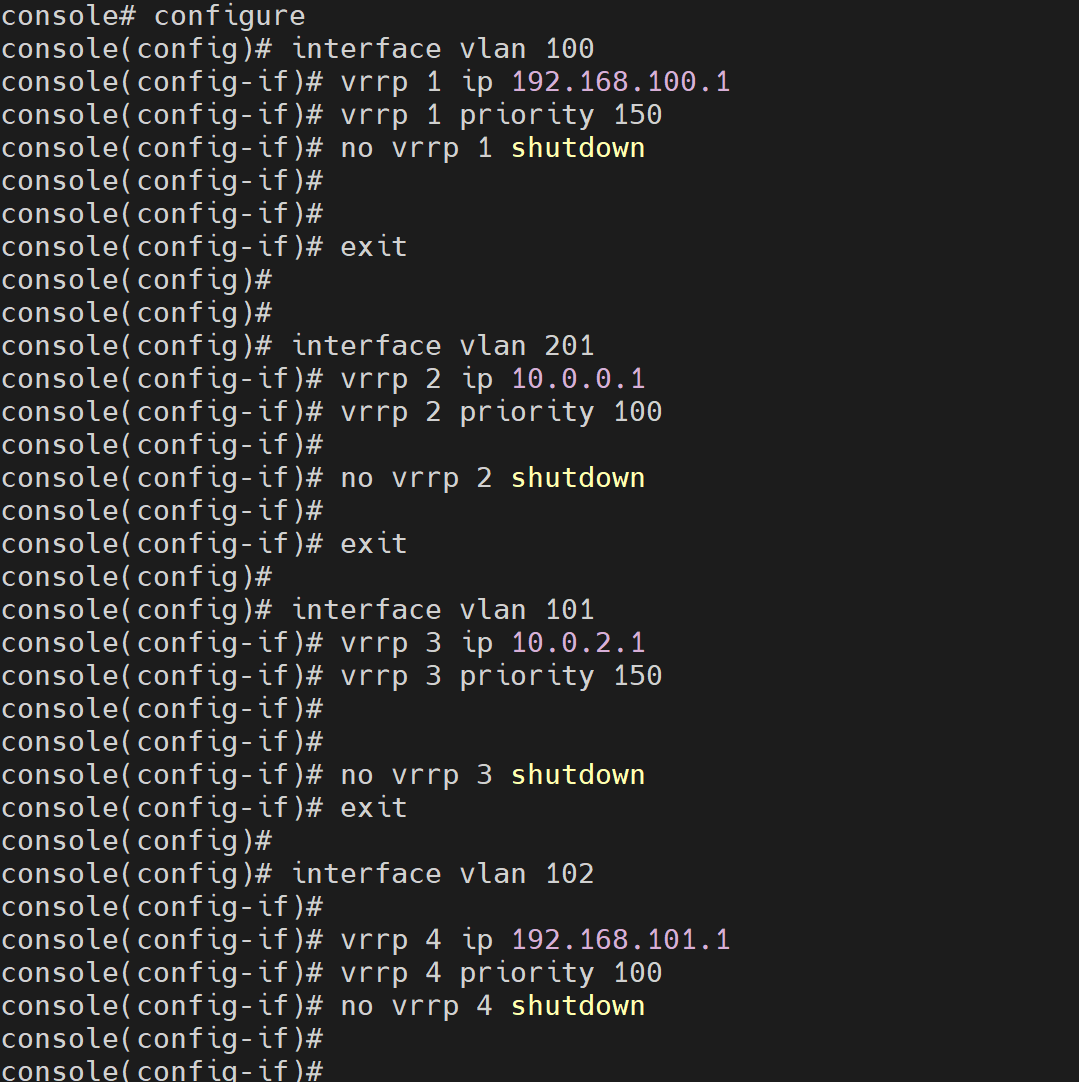 console# configure
console(config)# interface vlan 100
console(config-if)# vrrp 1 ip 192.168.100.1
console(config-if)# vrrp 1 priority 150
console(config-if)# no vrrp 1 shutdown
console(config-if)#
console(config-if)#
console(config-if)# exit
console(config)#
console(config)#
console(config)# interface vlan 201
console(config-if)# vrrp 2 ip 10.0.0.1
console(config-if)# vrrp 2 priority 100
console(config-if)#
console(config-if)# no vrrp 2 shutdown
console(config-if)#
console(config-if)# exit
console(config)#
console(config)# interface vlan 101
console(config-if)# vrrp 3 ip 10.0.2.1
console(config-if)# vrrp 3 priority 150
console(config-if)#
console(config-if)#
console(config-if)# no vrrp 3 shutdown
console(config-if)# exit
console(config)#
console(config)# interface vlan 102
console(config-if)#
console(config-if)# vrrp 4 ip 192.168.101.1
console(config-if)# vrrp 4 priority 100
console(config-if)# no vrrp 4 shutdown
console(config-if)#
console(config-if)#